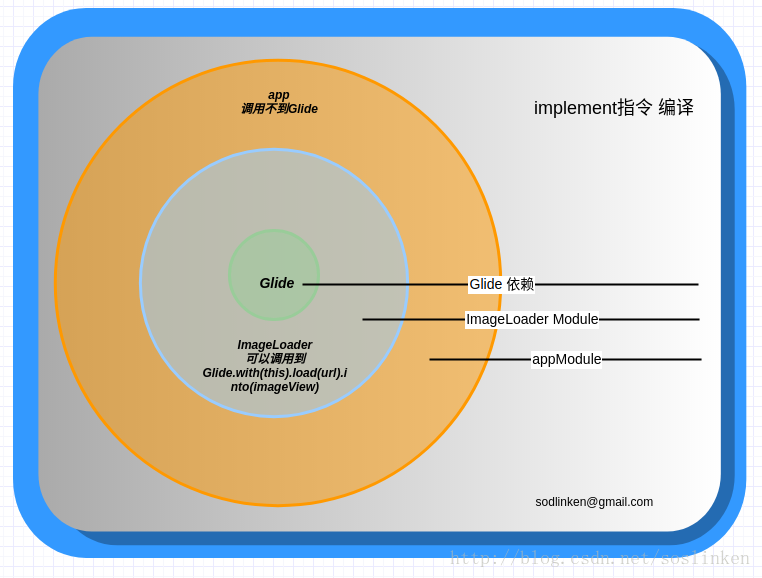 app
调用不到Glide
implement指令 编译
Glide
Glide 依赖
ImageLoader Module
ImageLoader
可以调用到
Glide.with(this).load(url).i
nto(imageView)
appModule
sodlinken@gmail.com
http://blog.csdn.net/soslinken